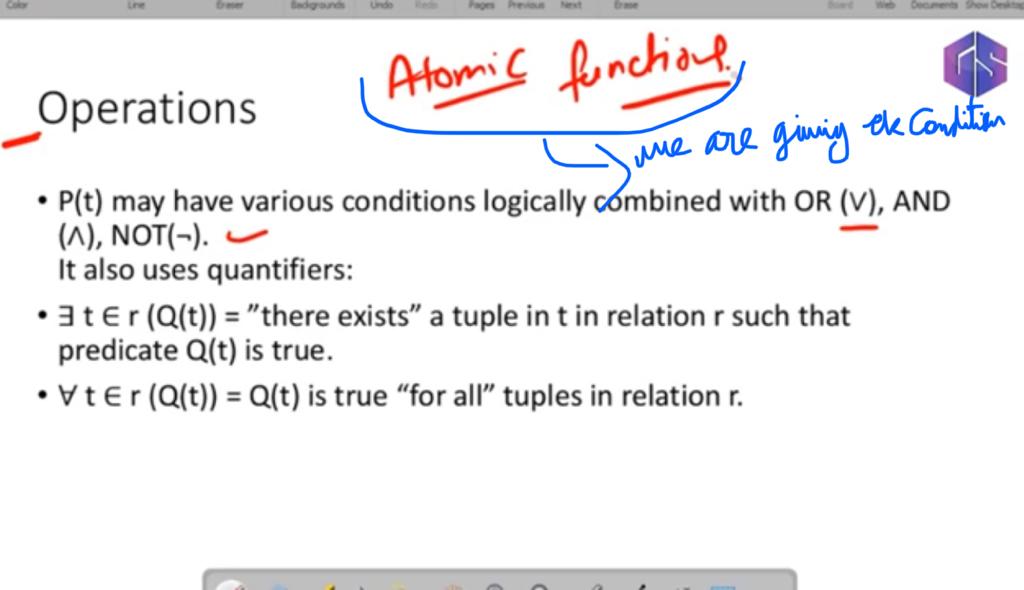 Color Line Eraser Backgrounds Undo Redo Pages Previous Next Erase Board Web Documents Show Desktop
Atomic functions.
Operations
we are giving the Condition
• P(t) may have various conditions logically combined with OR (V), AND
(Λ), NOT(¬).
It also uses quantifiers:
• ∃ t ∈ r (Q(t)) = ”there exists” a tuple in t in relation r such that
predicate Q(t) is true.
• ∀ t ∈ r (Q(t)) = Q(t) is true “for all” tuples in relation r.